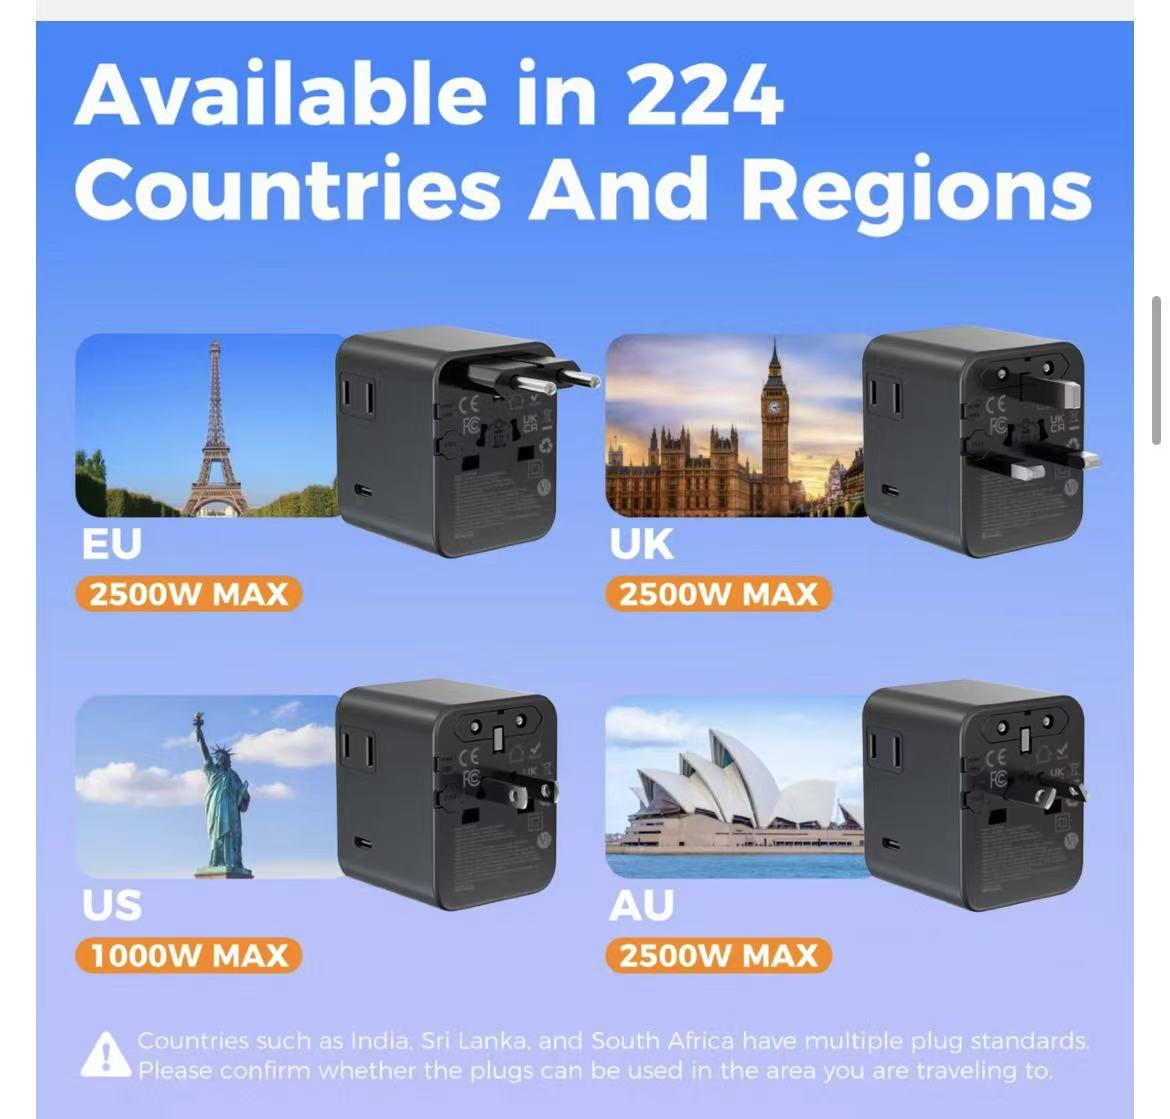 Available in 224
Countries And Regions
EU
2500W MAX
UK
2500W MAX
US
1000W MAX
AU
2500W MAX
Countries such as India, Sri Lanka, and South Africa have multiple plug standards.
Please confirm whether the plugs can be used in the area you are traveling to.